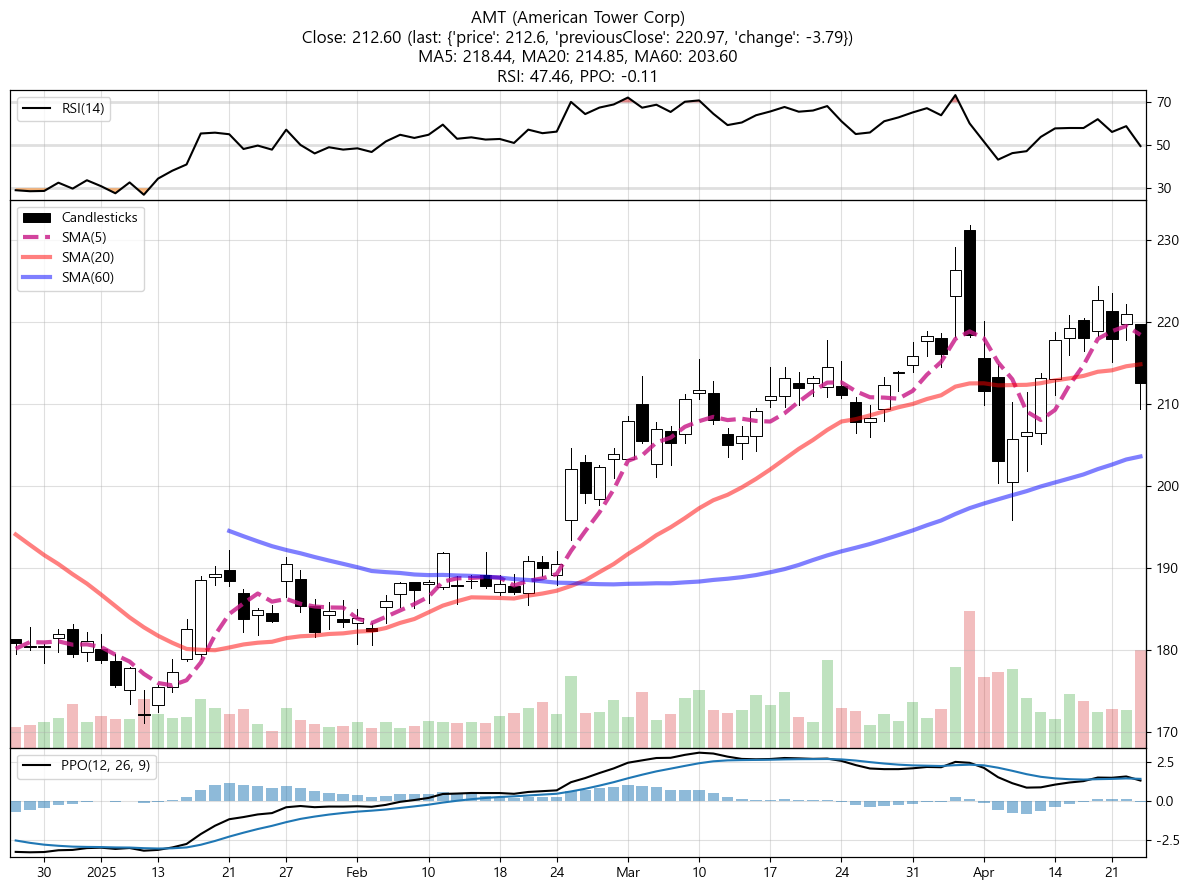 AMT (American Tower Corp)
Close: 212.60 (last: {'price': 212.6, 'previousClose': 220.97, 'change': -3.79})
MA5: 218.44, MA20: 214.85, MA60: 203.60
RSI: 47.46, PPO: -0.11
RSI(14)
70
50
30
Candlesticks
SMA(5)
SMA(20)
SMA(60)
230
220
210
200
190
180
170
PPO(12, 26, 9)
2.5
0.0
-2.5
30 2025 13 21 27 Feb 10 18 24 Mar 10 17 24 31 Apr 14 21